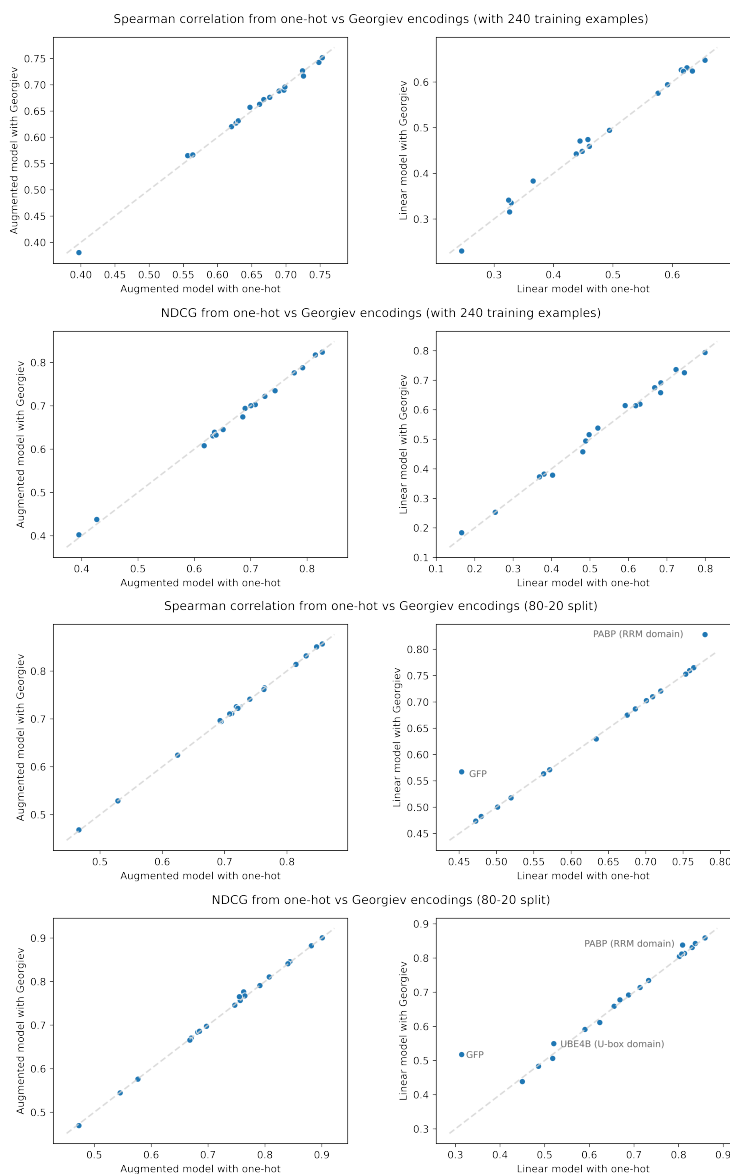 Spearman correlation from one-hot vs Georgiev encodings (with 240 training examples)
Augmented model with Georgiev
0.75
0.70
0.65
0.60
0.55
0.50
0.45
0.40
0.40 0.45 0.50 0.55 0.60 0.65 0.70 0.75
Augmented model with one-hot
Linear model with Georgiev
0.6
0.5
0.4
0.3
0.3 0.4 0.5 0.6
Linear model with one-hot
NDCG from one-hot vs Georgiev encodings (with 240 training examples)
Augmented model with Georgiev
0.8
0.7
0.6
0.5
0.4
0.4 0.5 0.6 0.7 0.8
Augmented model with one-hot
Linear model with Georgiev
0.8
0.7
0.6
0.5
0.4
0.3
0.2
0.1
0.1 0.2 0.3 0.4 0.5 0.6 0.7 0.8
Linear model with one-hot
Spearman correlation from one-hot vs Georgiev encodings (80-20 split)
Augmented model with Georgiev
0.8
0.7
0.6
0.5
0.5 0.6 0.7 0.8
Augmented model with one-hot
Linear model with Georgiev
0.80
0.75
0.70
0.65
0.60
0.55
0.50
0.45
PABP (RRM domain)
GFP
0.45 0.50 0.55 0.60 0.65 0.70 0.75 0.80
Linear model with one-hot
NDCG from one-hot vs Georgiev encodings (80-20 split)
Augmented model with Georgiev
0.9
0.8
0.7
0.6
0.5
0.5 0.6 0.7 0.8 0.9
Augmented model with one-hot
Linear model with Georgiev
0.9
0.8
0.7
0.6
0.5
0.4
0.3
PABP (RRM domain)
UBE4B (U-box domain)
GFP
0.3 0.4 0.5 0.6 0.7 0.8 0.9
Linear model with one-hot